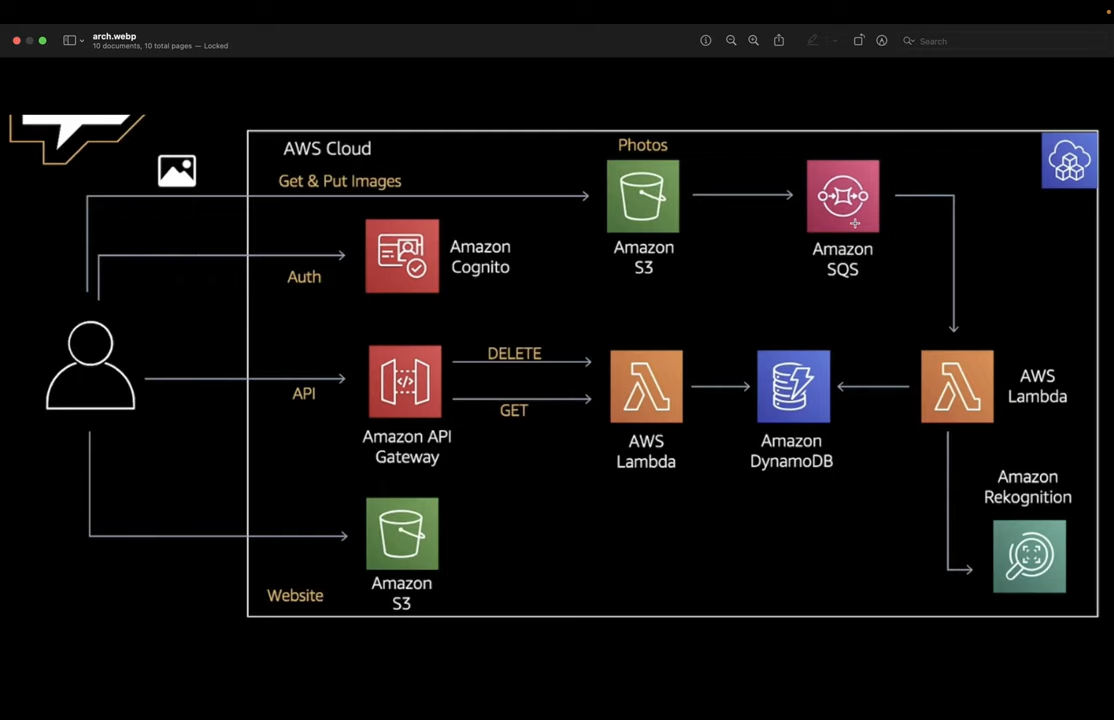 arch.webp
10 documents, 10 total pages — Locked
Search
AWS Cloud
Photos
Get & Put Images
Amazon
S3
Amazon
SQS
Amazon
Cognito
Auth
API
DELETE
GET
Amazon API
Gateway
AWS
Lambda
Amazon
DynamoDB
AWS
Lambda
Amazon
Rekognition
Website
Amazon
S3